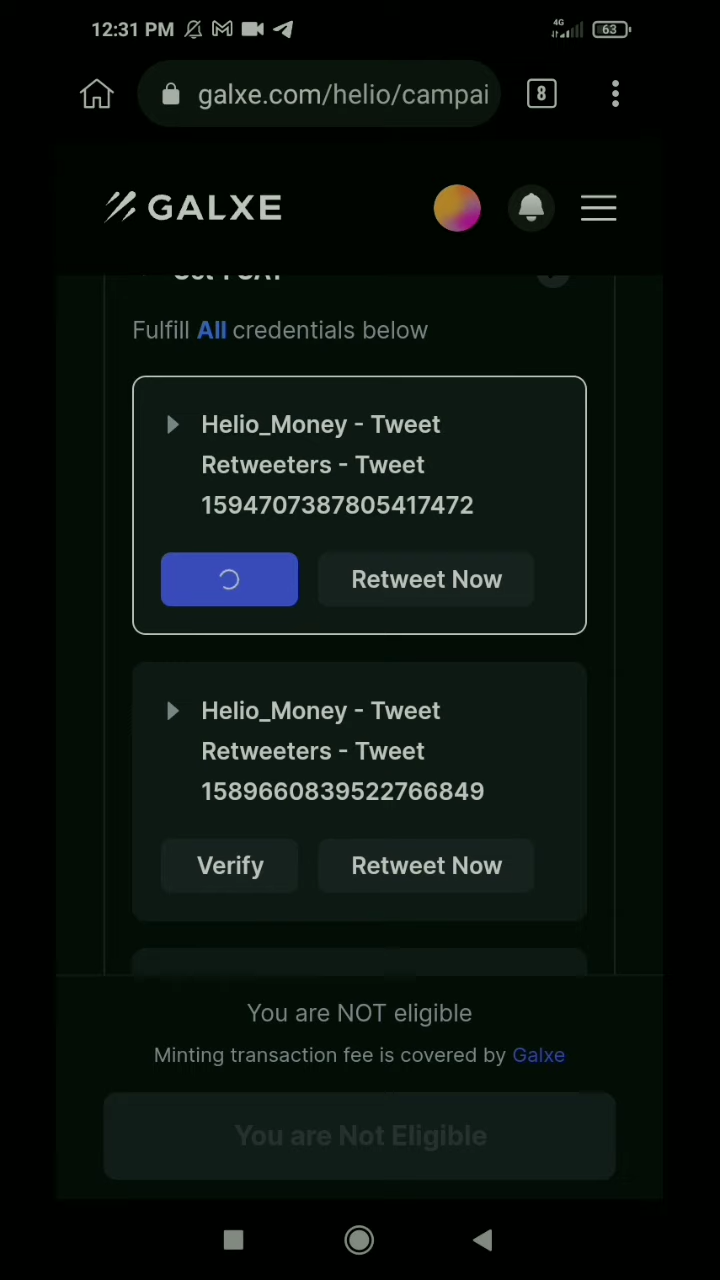 12:31 PM
4G
63
galxe.com/helio/campai
8
GALXE
Fulfill All credentials below
Helio_Money - Tweet
Retweeters - Tweet
1594707387805417472
Retweet Now
Helio_Money - Tweet
Retweeters - Tweet
1589660839522766849
Verify
Retweet Now
You are NOT eligible
Minting transaction fee is covered by Galxe
You are Not Eligible